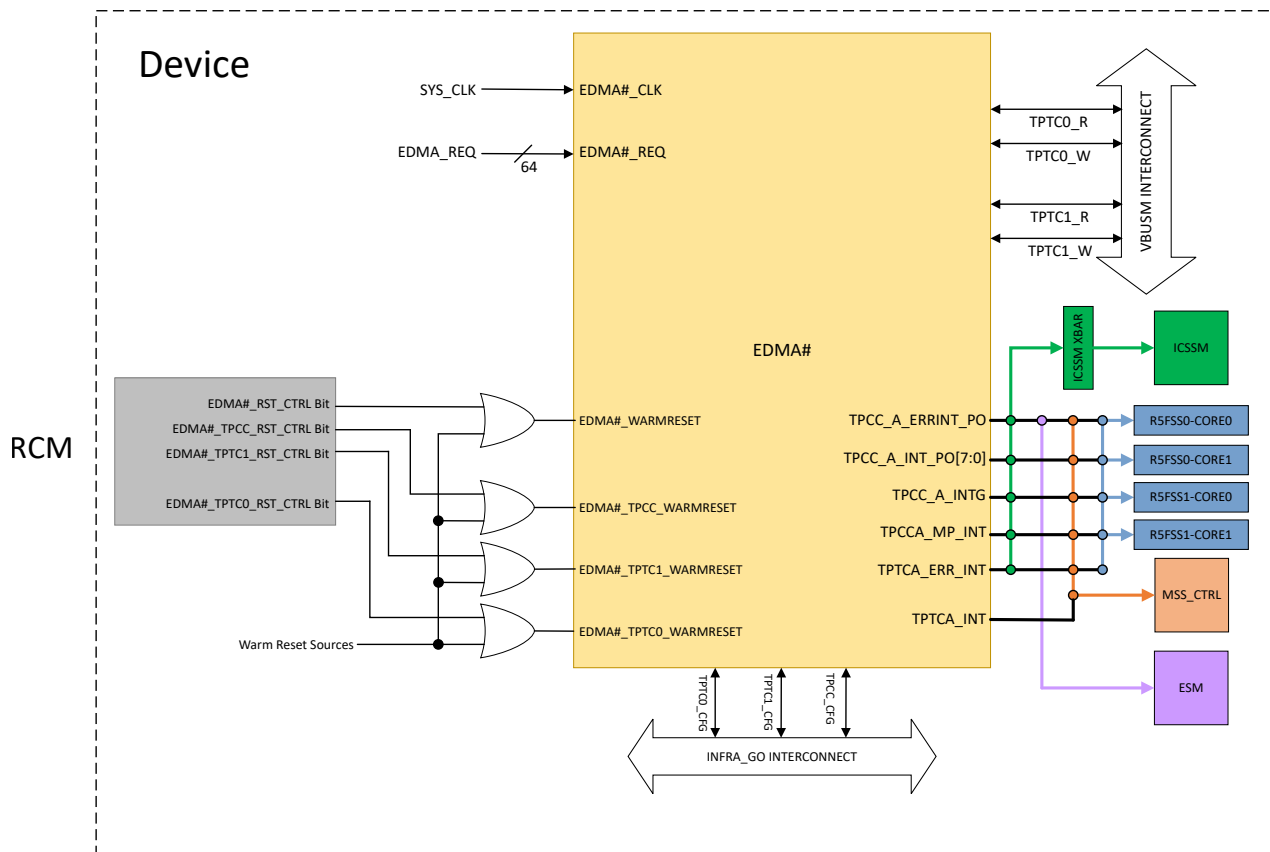 Device
RCM
SYS_CLK
EDMA_REQ
64
EDMA#_CLK
EDMA#_REQ
EDMA#
TPTC0_R
TPTC0_W
TPTC1_R
TPTC1_W
VBUSM INTERCONNECT
ICSSM XBAR
ICSSM
EDMA#_RST_CTRL Bit
EDMA#_TPCC_RST_CTRL Bit
EDMA#_TPTC1_RST_CTRL Bit
EDMA#_TPTC0_RST_CTRL Bit
Warm Reset Sources
EDMA#_WARMRESET
EDMA#_TPCC_WARMRESET
EDMA#_TPTC1_WARMRESET
EDMA#_TPTC0_WARMRESET
TPCC_A_ERRINT_PO
TPCC_A_INT_PO[7:0]
TPCC_A_INTG
TPCCA_MP_INT
TPTCA_ERR_INT
TPTCA_INT
R5FSS0-CORE0
R5FSS0-CORE1
R5FSS1-CORE0
R5FSS1-CORE1
MSS_CTRL
ESM
TPTC0_CFG
TPTC1_CFG
TPCC_CFG
INFRA_GO INTERCONNECT